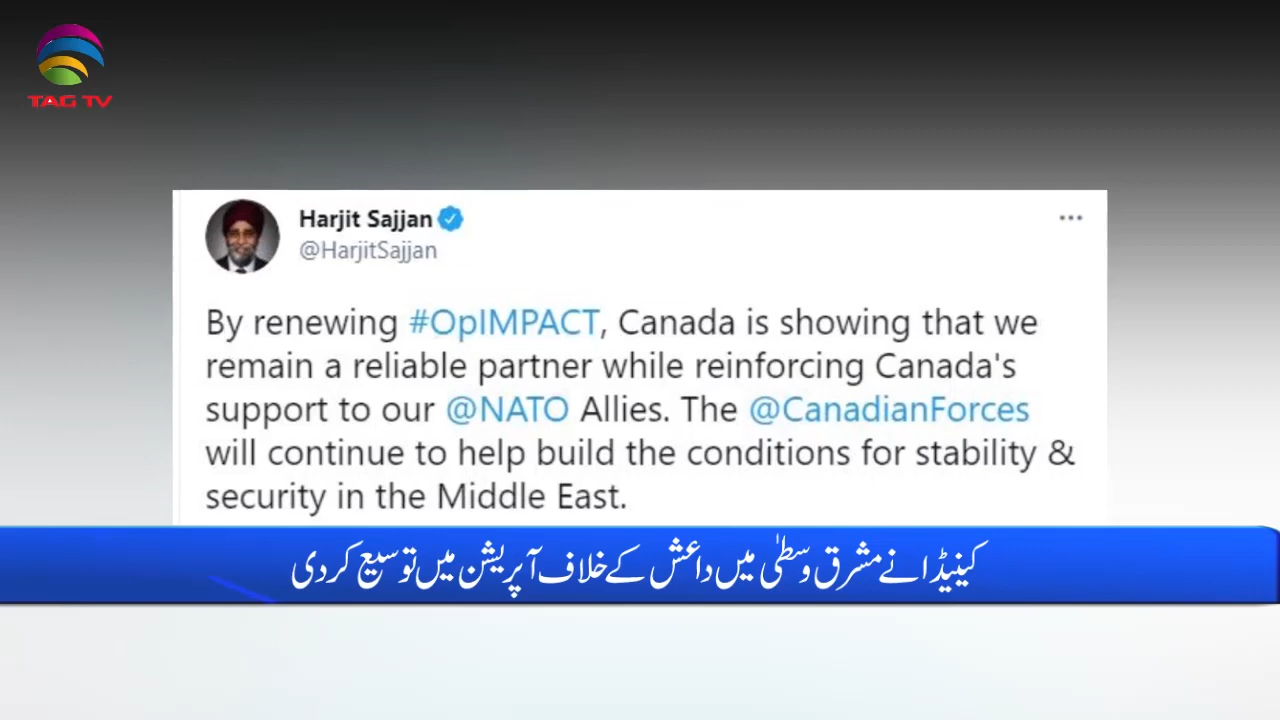 TAG TV
Harjit Sajjan
@HarjitSajjan
By renewing #OpIMPACT, Canada is showing that we
remain a reliable partner while reinforcing Canada's
support to our @NATO Allies. The @CanadianForces
will continue to help build the conditions for stability &
security in the Middle East.
کینیڈا نے مشرق وسطیٰ میں داعش کے خلاف آپریشن میں توسیع کر دی